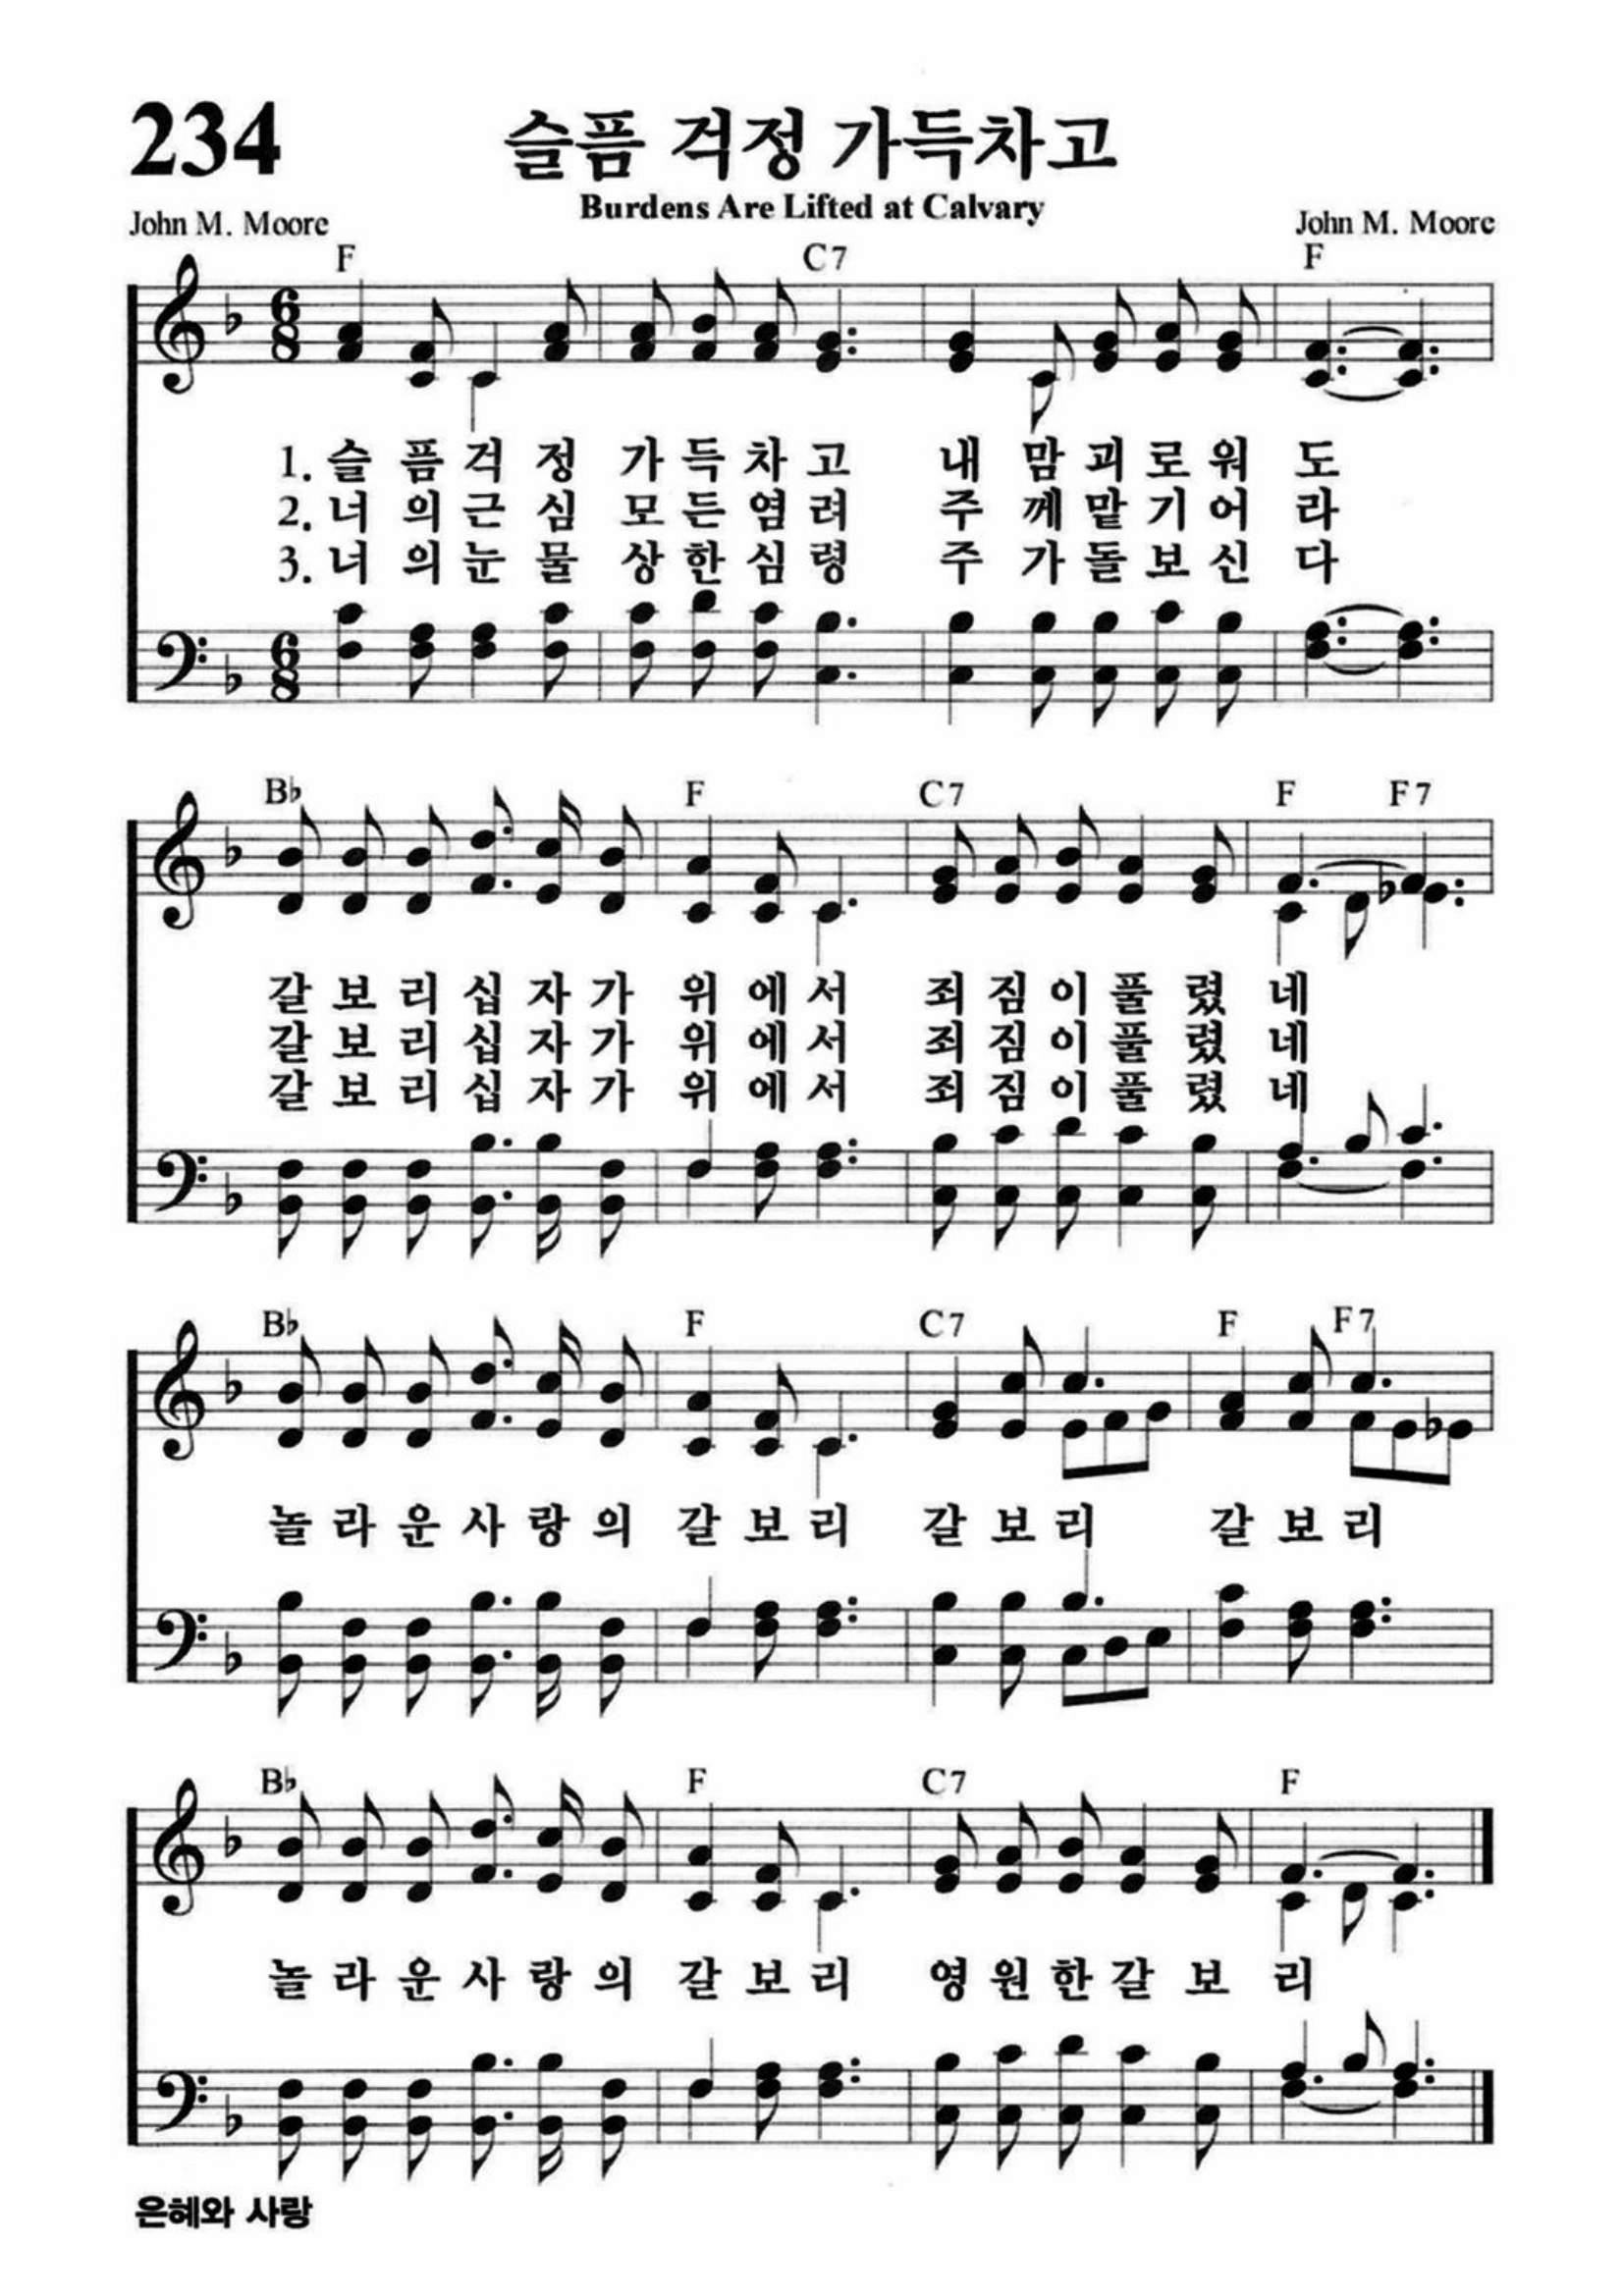 234
슬픔 걱정 가득차고
Burdens Are Lifted at Calvary
John M. Moore
John M. Moore
F C7 F
6 8
1. 슬 픔 걱 정 가 득 차 고 내 맘 괴 로 워 도
2. 너 의 근 심 모 든 염 려 주 께 맡 기 어 라
3. 너 의 눈 물 상 한 심 령 주 가 돌 보 신 다
6 8
B♭ F C7 F F7
갈 보 리 십 자 가 위 에 서 죄 짐 이 풀 렸 네
갈 보 리 십 자 가 위 에 서 죄 짐 이 풀 렸 네
갈 보 리 십 자 가 위 에 서 죄 짐 이 풀 렸 네
B♭ F C7 F F7
놀 라 운 사 랑 의 갈 보 리 갈 보 리 갈 보 리
B♭ F C7 F
놀 라 운 사 랑 의 갈 보 리 영 원 한 갈 보 리
은혜와 사랑